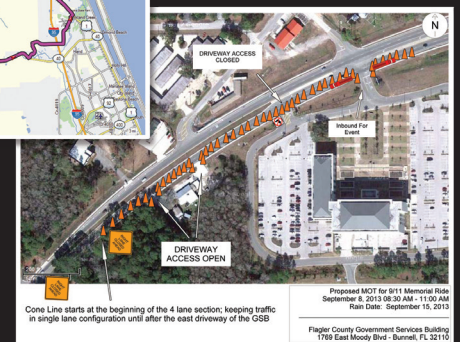 N
DRIVEWAY ACCESS
CLOSED
Inbound For
Event
DRIVEWAY
ACCESS OPEN
Cone Line starts at the beginning of the 4 lane section; keeping traffic
in single lane configuration until after the east driveway of the GSB
Proposed MOT for 9/11 Memorial Ride
September 8, 2013 08:30 AM - 11:00 AM
Rain Date: September 15, 2013
Flagler County Government Services Building
1769 East Moody Blvd - Bunnell, FL 32110